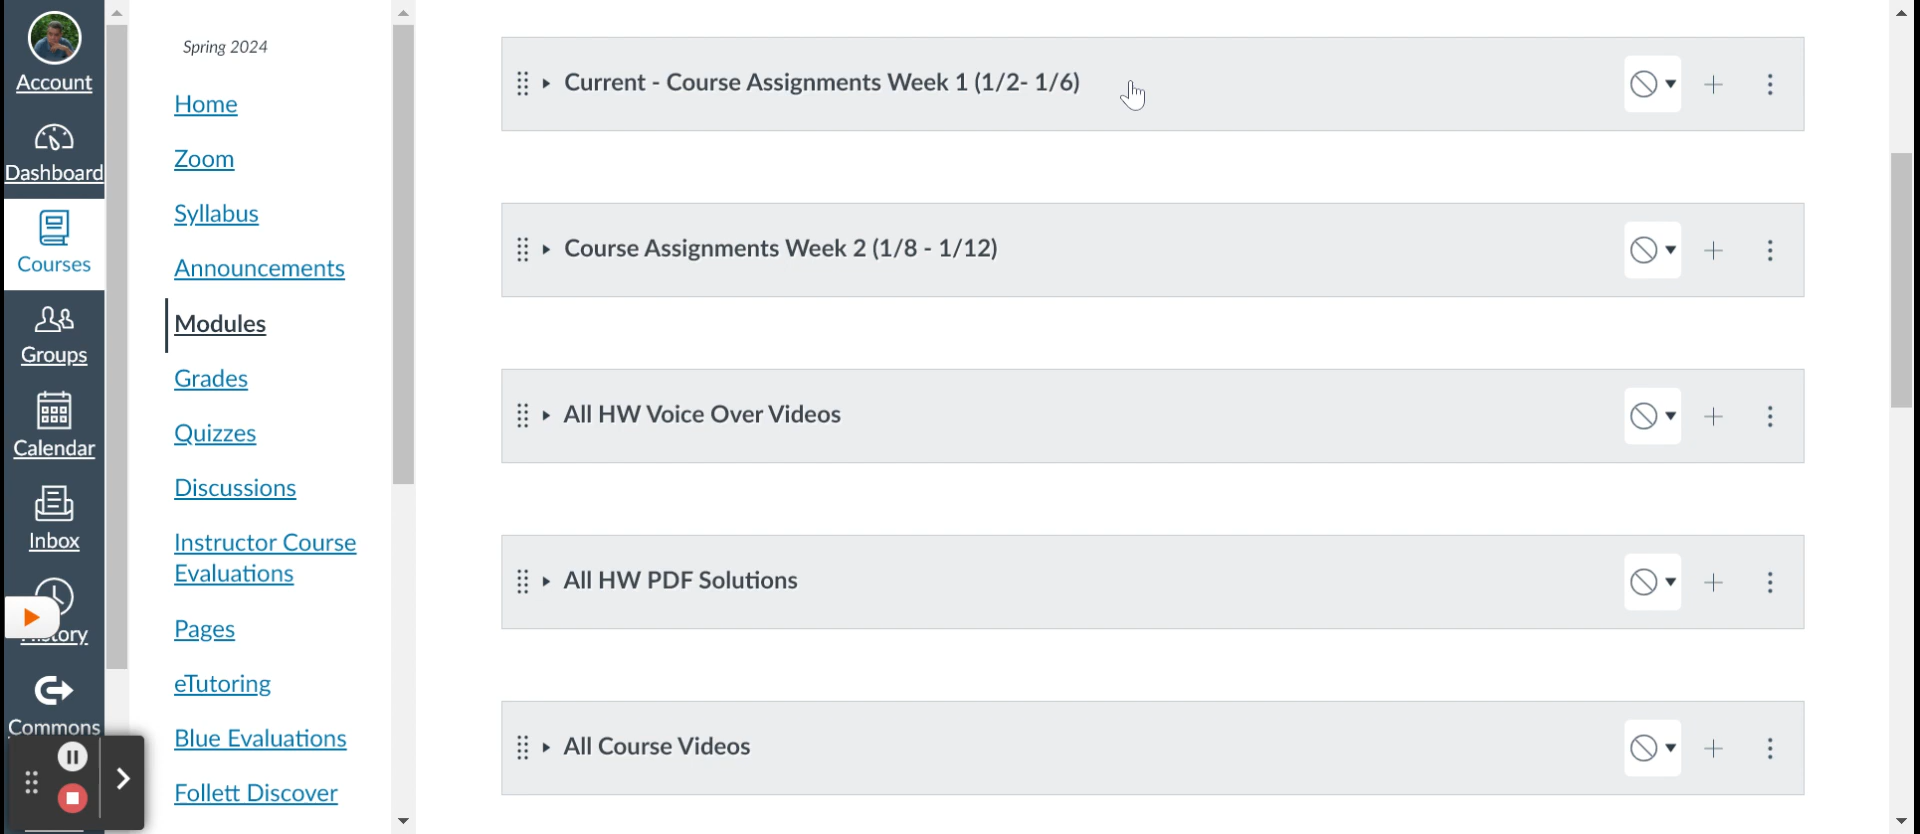 Account
Dashboard
Courses
Groups
Calendar
Inbox
Commons
Spring 2024
Home
Zoom
Syllabus
Announcements
Modules
Grades
Quizzes
Discussions
Instructor Course
Evaluations
Pages
eTutoring
Blue Evaluations
Follett Discover
Current - Course Assignments Week 1 (1/2- 1/6)
Course Assignments Week 2 (1/8 - 1/12)
All HW Voice Over Videos
All HW PDF Solutions
All Course Videos